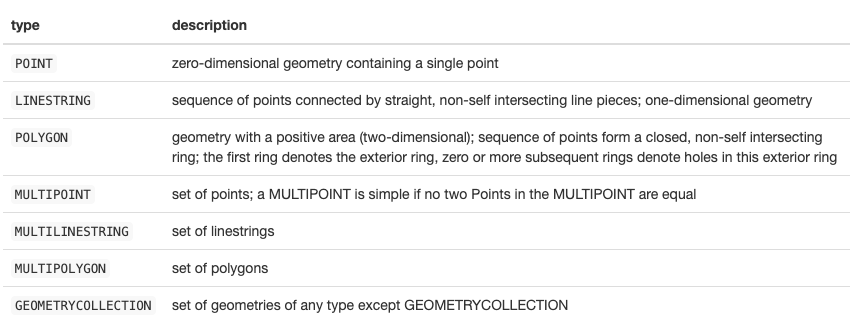 type description
POINT zero-dimensional geometry containing a single point
LINESTRING sequence of points connected by straight, non-self intersecting line pieces; one-dimensional geometry
POLYGON geometry with a positive area (two-dimensional); sequence of points form a closed, non-self intersecting
ring; the first ring denotes the exterior ring, zero or more subsequent rings denote holes in this exterior ring
MULTIPOINT set of points; a MULTIPOINT is simple if no two Points in the MULTIPOINT are equal
MULTILINESTRING set of linestrings
MULTIPOLYGON set of polygons
GEOMETRYCOLLECTION set of geometries of any type except GEOMETRYCOLLECTION